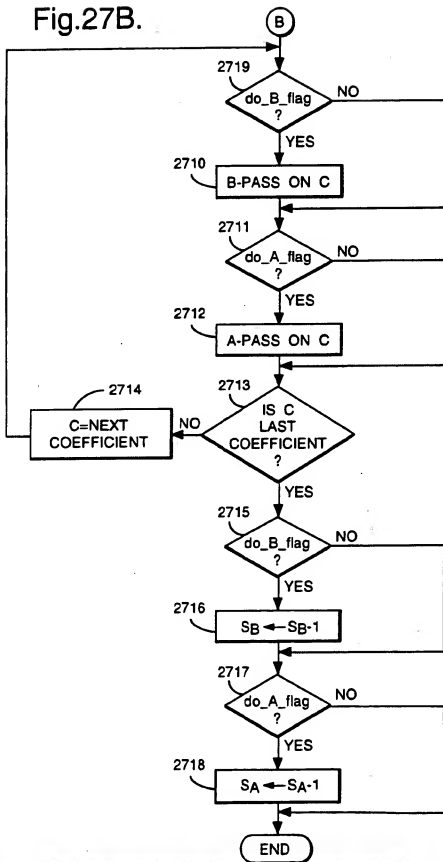 Fig.27B.
B
2719
do_B_flag
?
NO
YES
2710
B-PASS ON C
2711
do_A_flag
?
NO
YES
2712
A-PASS ON C
2714
C=NEXT
COEFFICIENT
NO
2713
IS C
LAST
COEFFICIENT
?
YES
2715
do_B_flag
?
NO
YES
2716
SB←SB-1
2717
do_A_flag
?
NO
YES
2718
SA←SA-1
END